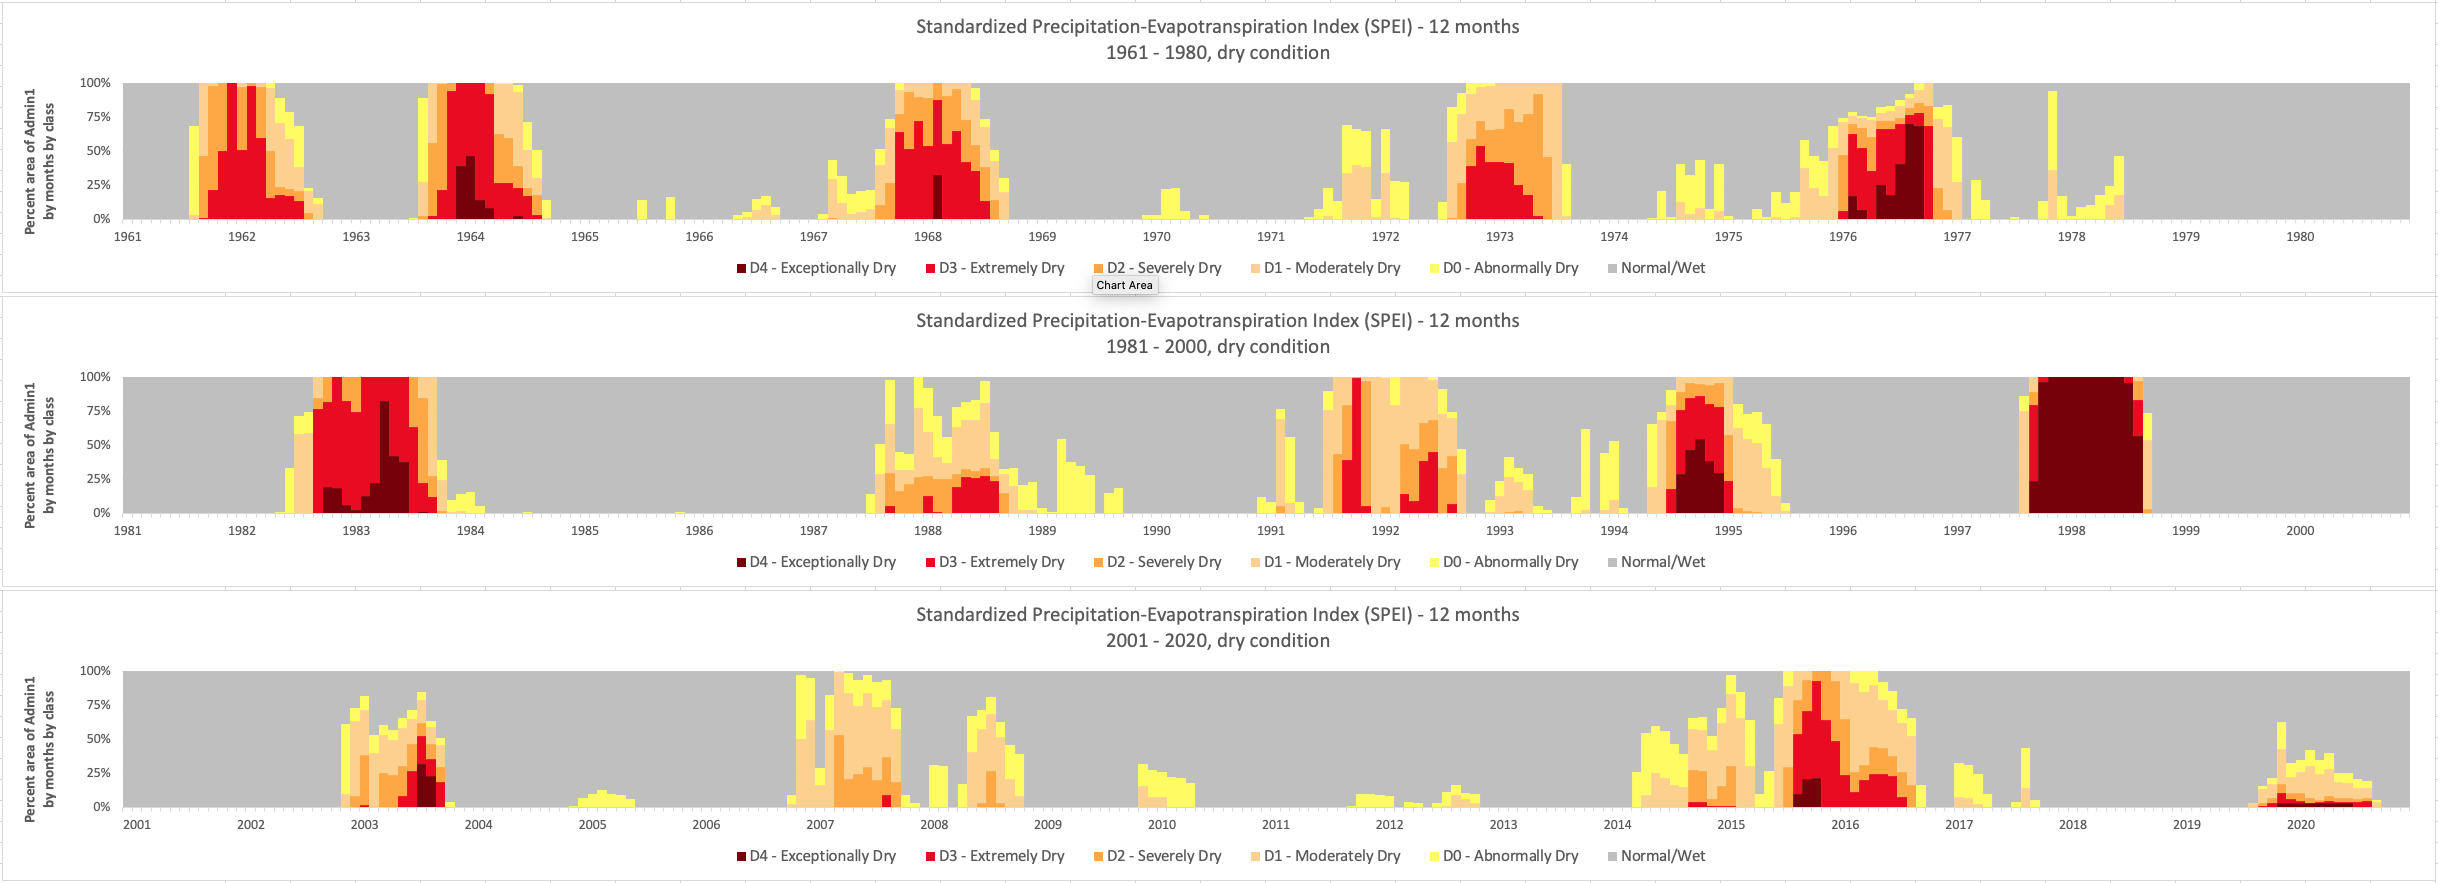 Standardized Precipitation-Evapotranspiration Index (SPEI) - 12 months
1961 - 1980, dry condition
Percent area of Admin1
by months by class
100%
75%
50%
25%
0%
1961 1962 1963 1964 1965 1966 1967 1968 1969 1970 1971 1972 1973 1974 1975 1976 1977 1978 1979 1980
D4 - Exceptionally Dry D3 - Extremely Dry D2 - Severely Dry D1 - Moderately Dry D0 - Abnormally Dry Normal/Wet
Chart Area
Standardized Precipitation-Evapotranspiration Index (SPEI) - 12 months
1981 - 2000, dry condition
Percent area of Admin1
by months by class
100%
75%
50%
25%
0%
1981 1982 1983 1984 1985 1986 1987 1988 1989 1990 1991 1992 1993 1994 1995 1996 1997 1998 1999 2000
D4 - Exceptionally Dry D3 - Extremely Dry D2 - Severely Dry D1 - Moderately Dry D0 - Abnormally Dry Normal/Wet
Standardized Precipitation-Evapotranspiration Index (SPEI) - 12 months
2001 - 2020, dry condition
Percent area of Admin1
by months by class
100%
75%
50%
25%
0%
2001 2002 2003 2004 2005 2006 2007 2008 2009 2010 2011 2012 2013 2014 2015 2016 2017 2018 2019 2020
D4 - Exceptionally Dry D3 - Extremely Dry D2 - Severely Dry D1 - Moderately Dry D0 - Abnormally Dry Normal/Wet